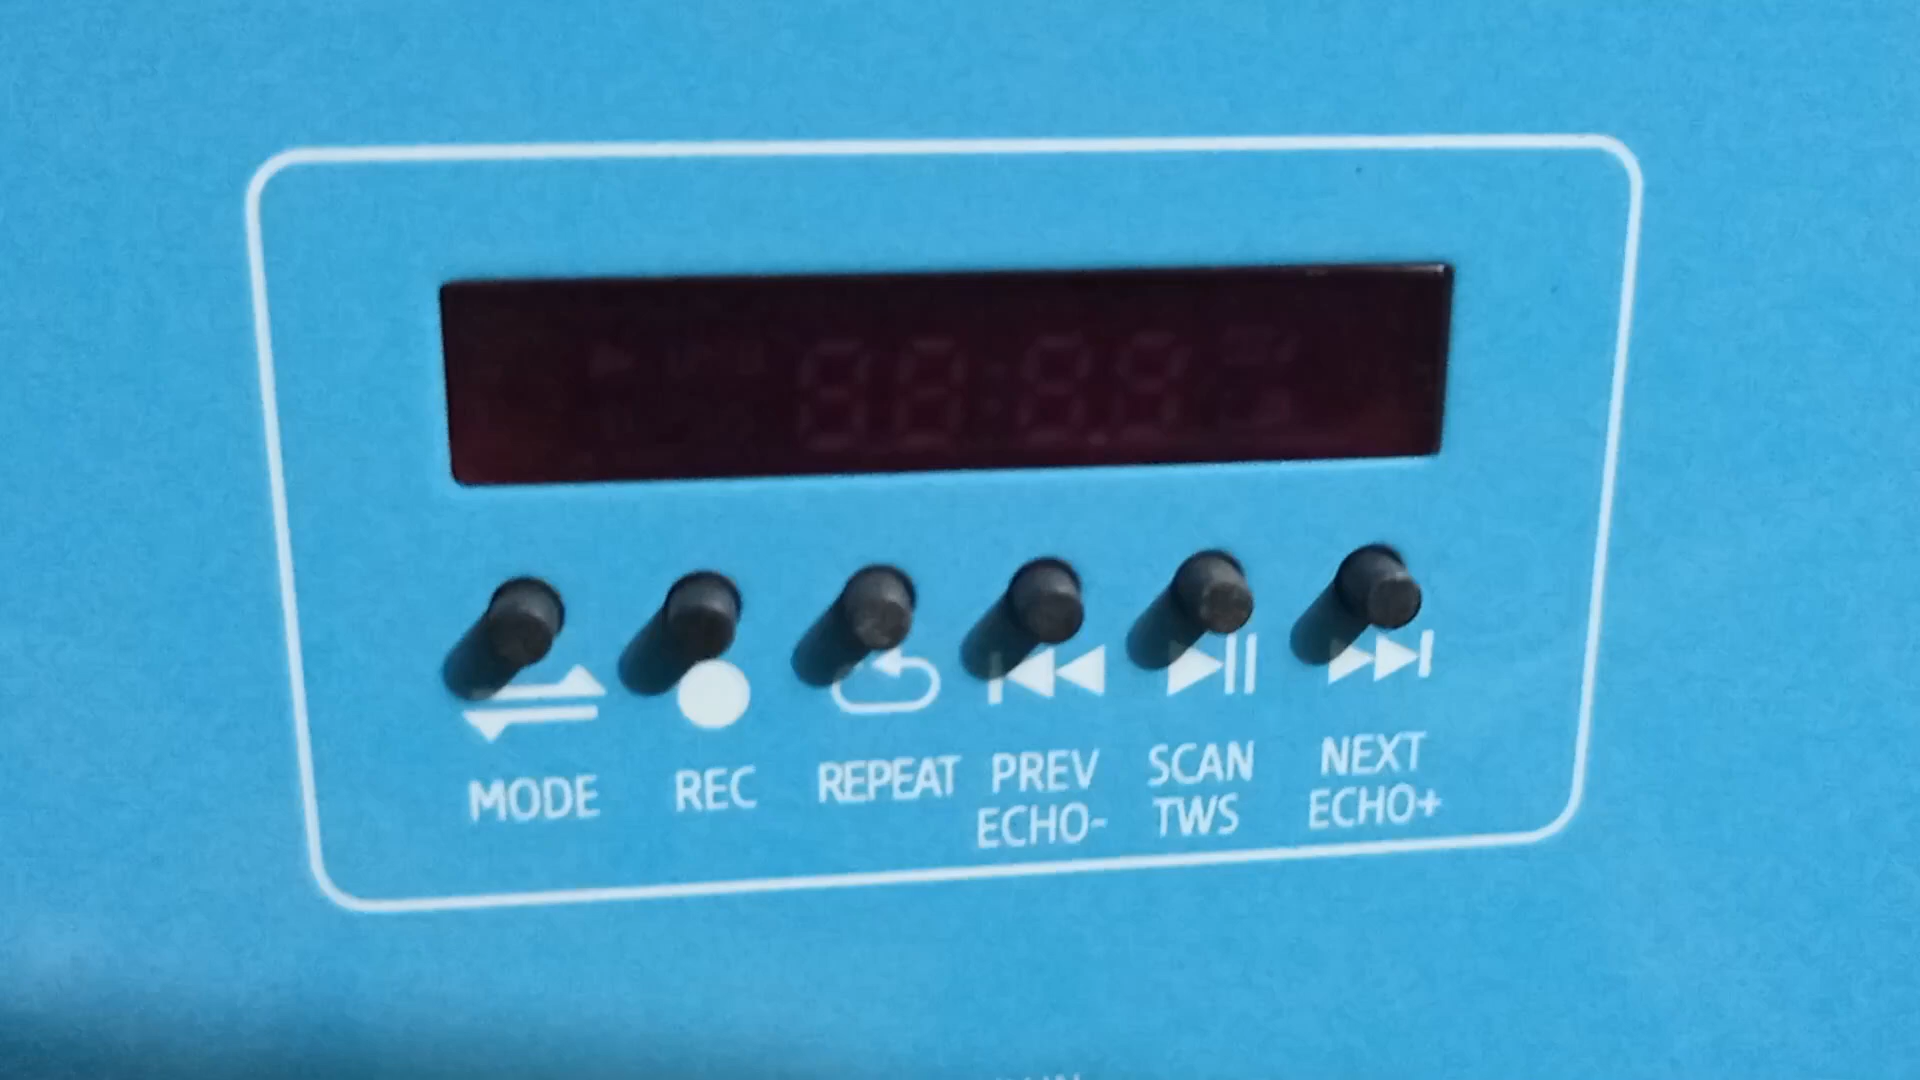 MODE
REC
REPEAT
PREV
ECHO-
SCAN
TWS
NEXT
ECHO+